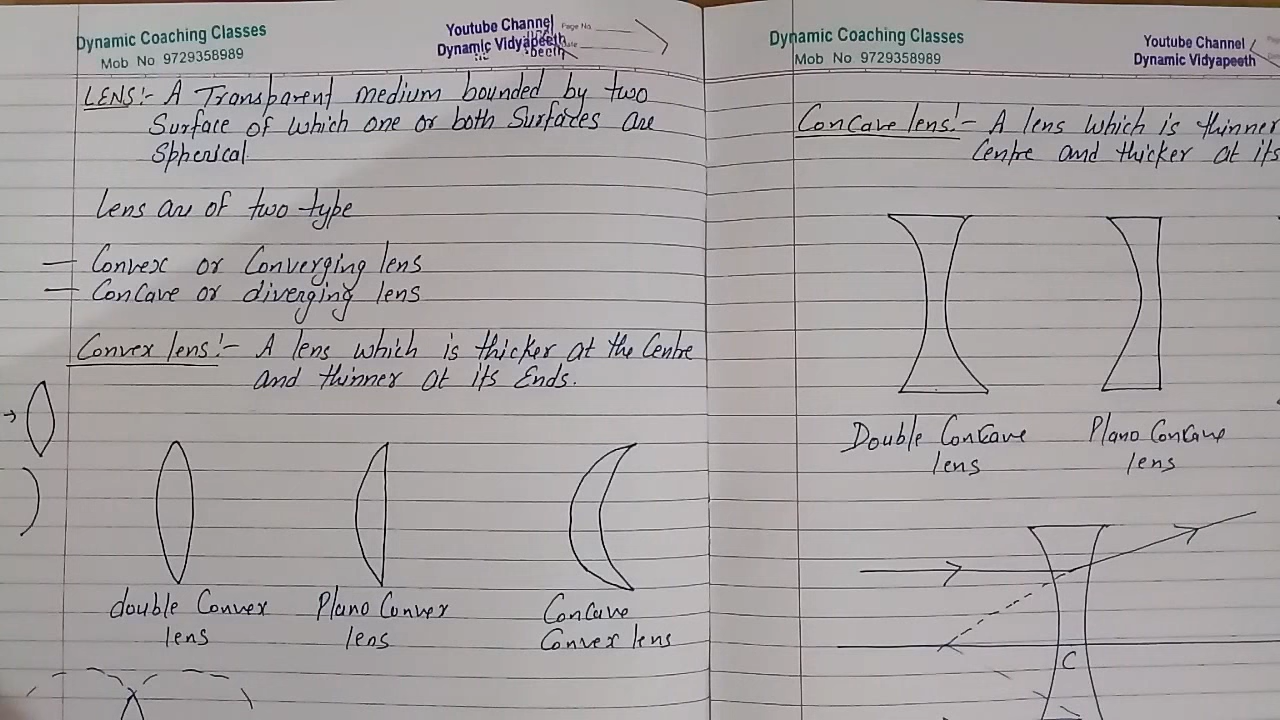 Dynamic Coaching Classes
Mob No 9729358989
Youtube Channel
Dynamic Vidyapeeth
Page No
Date
LENS:- A Transparent medium bounded by two
Surface of which one or both Surfaces are
Spherical.
Lens are of two type
— Convex or Converging lens
— Concave or diverging lens
Convex lens:- A lens which is thicker at the Centre
and thinner at its Ends.
double Convex
lens
Plano Convex
lens
Concave
Convex lens
Dynamic Coaching Classes
Mob No 9729358989
Youtube Channel
Dynamic Vidyapeeth
Concave lens:- A lens which is thinner
Centre and thicker at its
Double Concave
lens
Plano Concave
lens
C